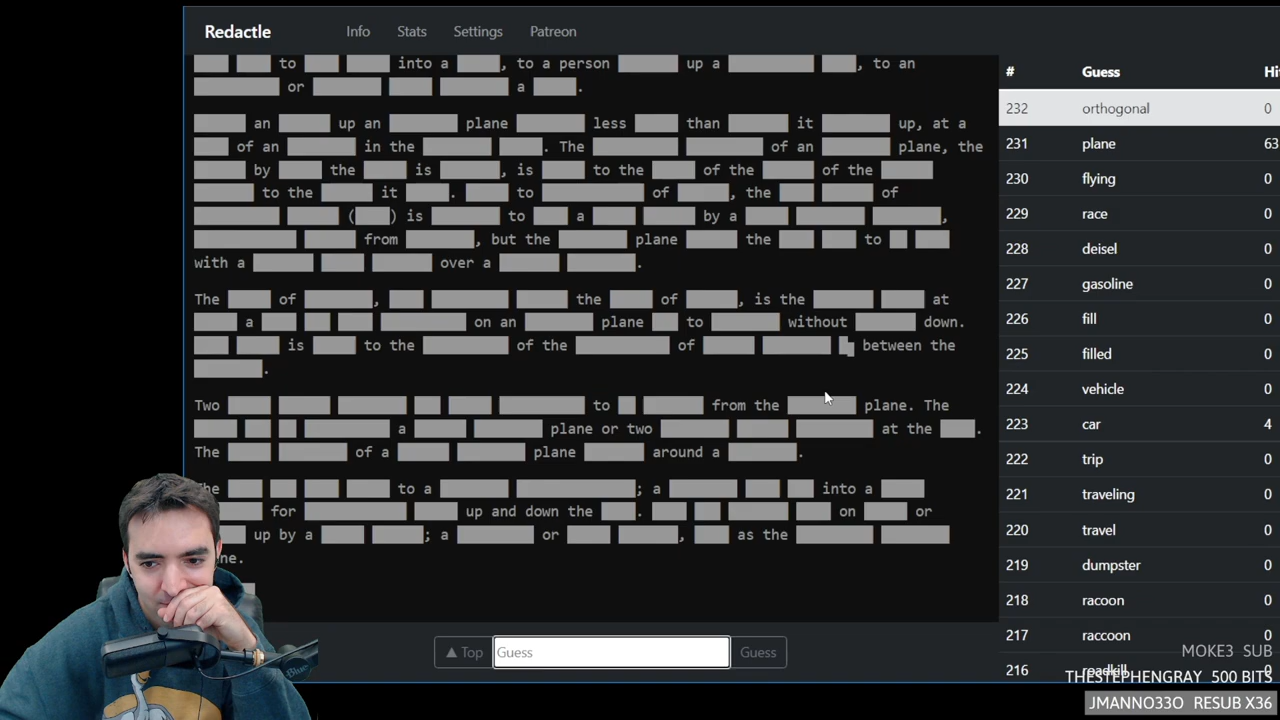 Redactle Info Stats Settings Patreon
# Guess Hi
to into a , to a person up a , to an
or a .
an up an plane less than it up, at a
of an in the . The of an plane, the
by the is , is to the of the of the
to the it . to of , the of
( ) is to a by a ,
from , but the plane the to
with a over a .
The of , the of , is the at
a on an plane to without down.
is to the of the of between the
.
Two to from the plane. The
a plane or two at the .
The of a plane around a .
The to a ; a into a
for up and down the . on or
up by a ; a or , as the
ne.
▲ Top Guess Guess
232 orthogonal 0
231 plane 63
230 flying 0
229 race 0
228 deisel 0
227 gasoline 0
226 fill 0
225 filled 0
224 vehicle 0
223 car 4
222 trip 0
221 traveling 0
220 travel 0
219 dumpster 0
218 racoon 0
217 raccoon 0
216 roadkill 0
MOKE3 SUB
THESTEPHENGRAY 500 BITS
JMANNO33O RESUB X36